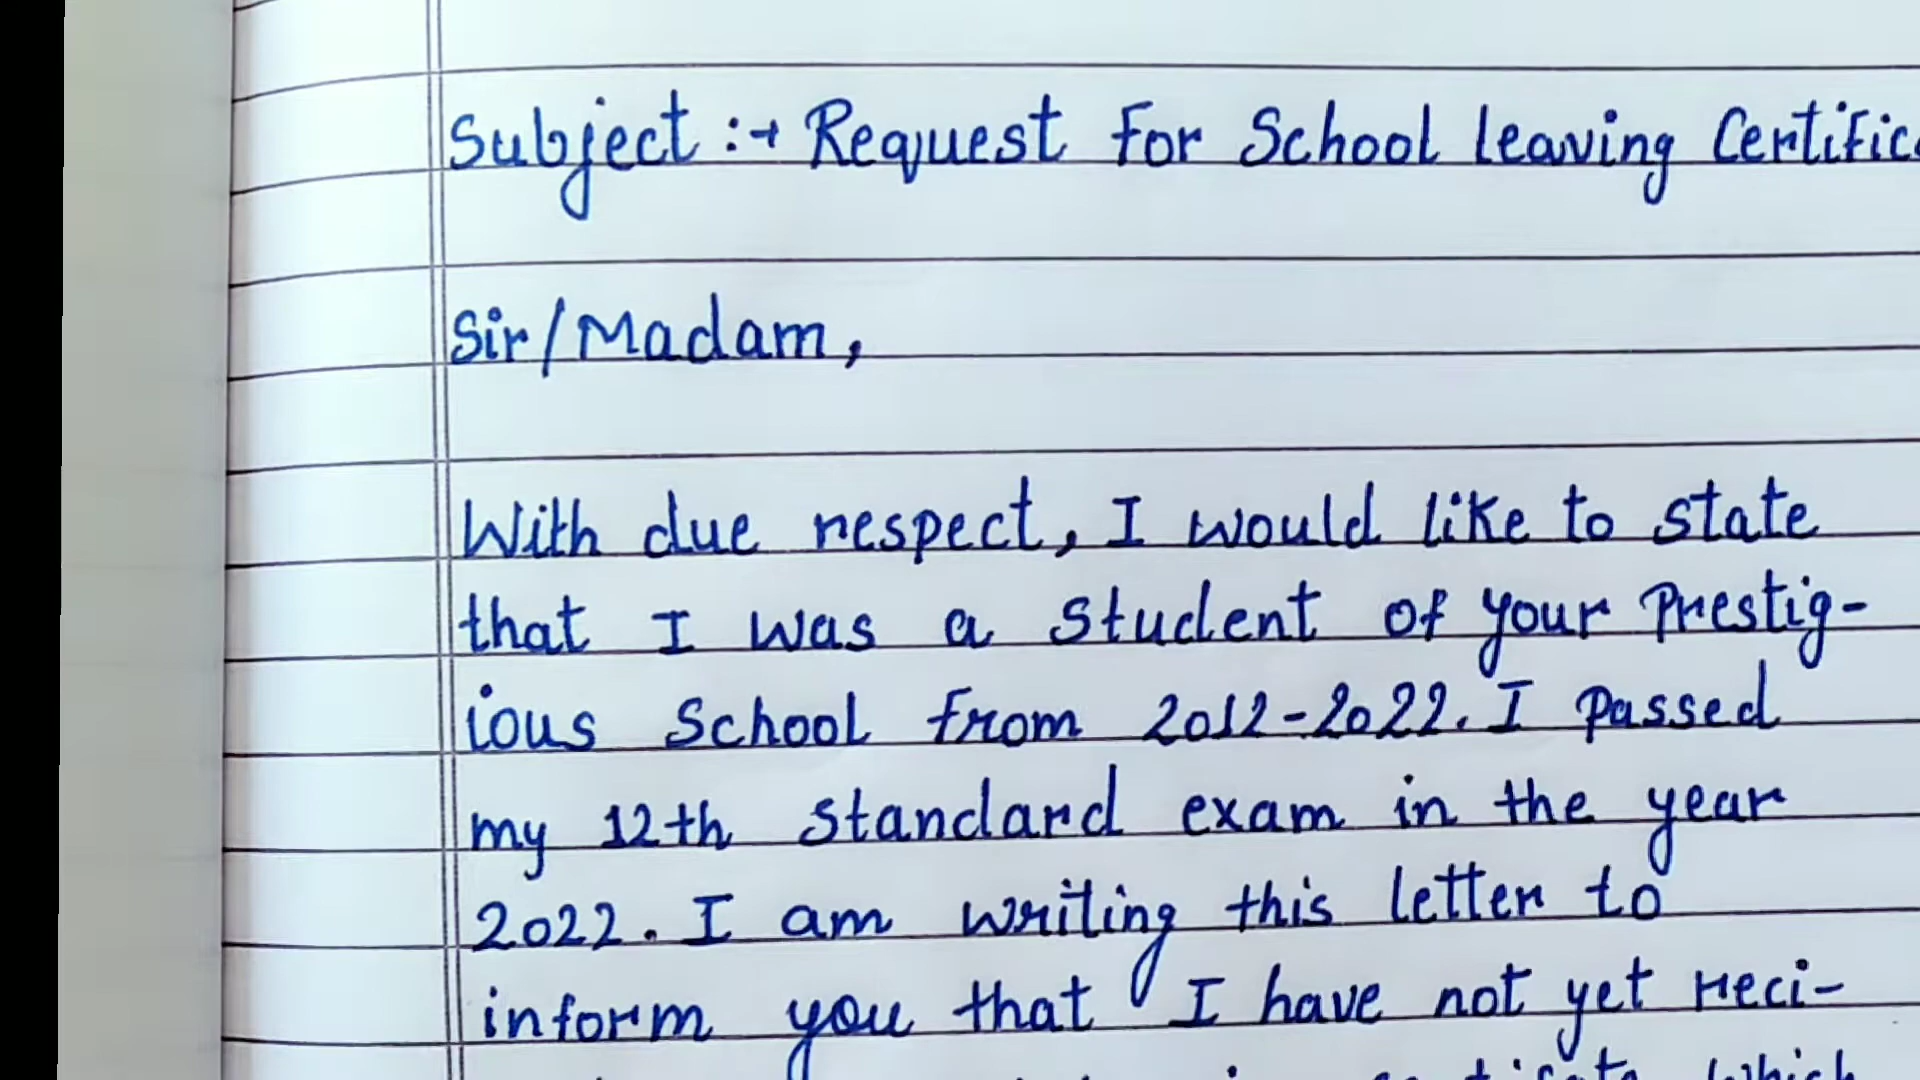 Subject :→ Request For School leaving Certific
Sir/Madam,
With due respect, I would like to state
that I was a student of your Prestig-
ious School from 2012-2022. I passed
my 12th standard exam in the year
2022. I am writing this letter to
inform you that I have not yet reci-
which